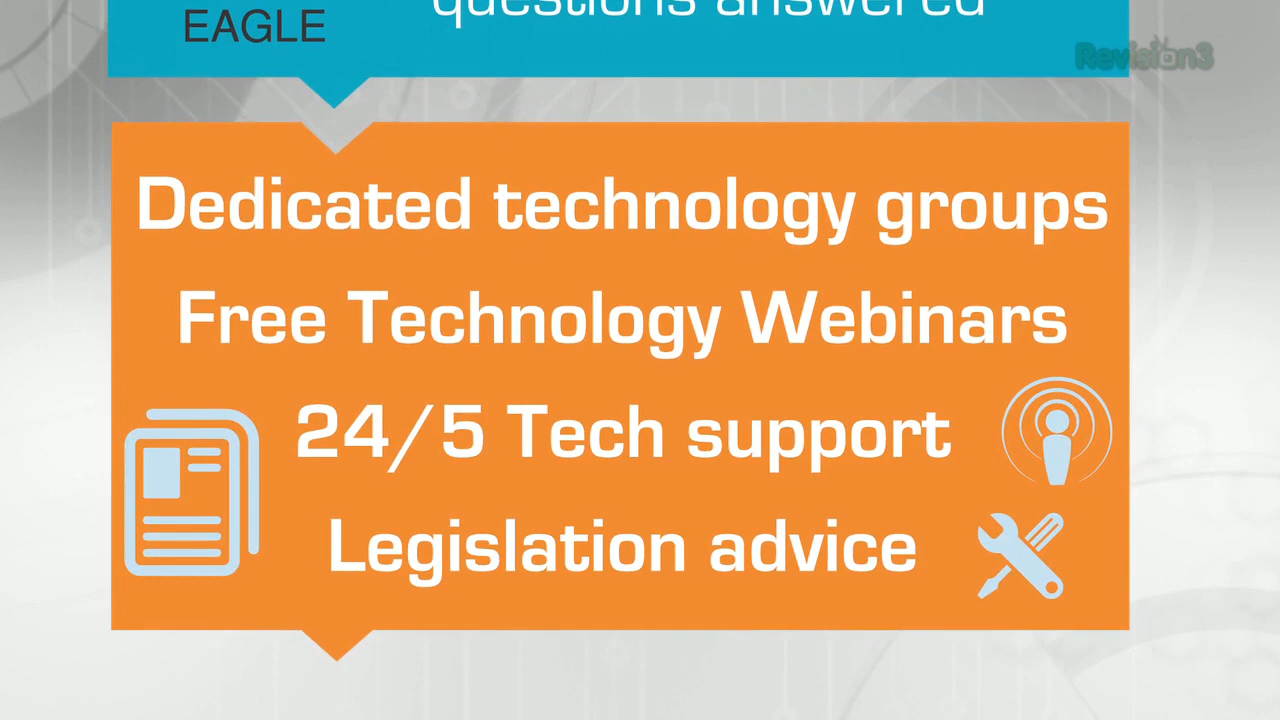 EAGLE
questions answered
Revision3
Dedicated technology groups
Free Technology Webinars
24/5 Tech support
Legislation advice